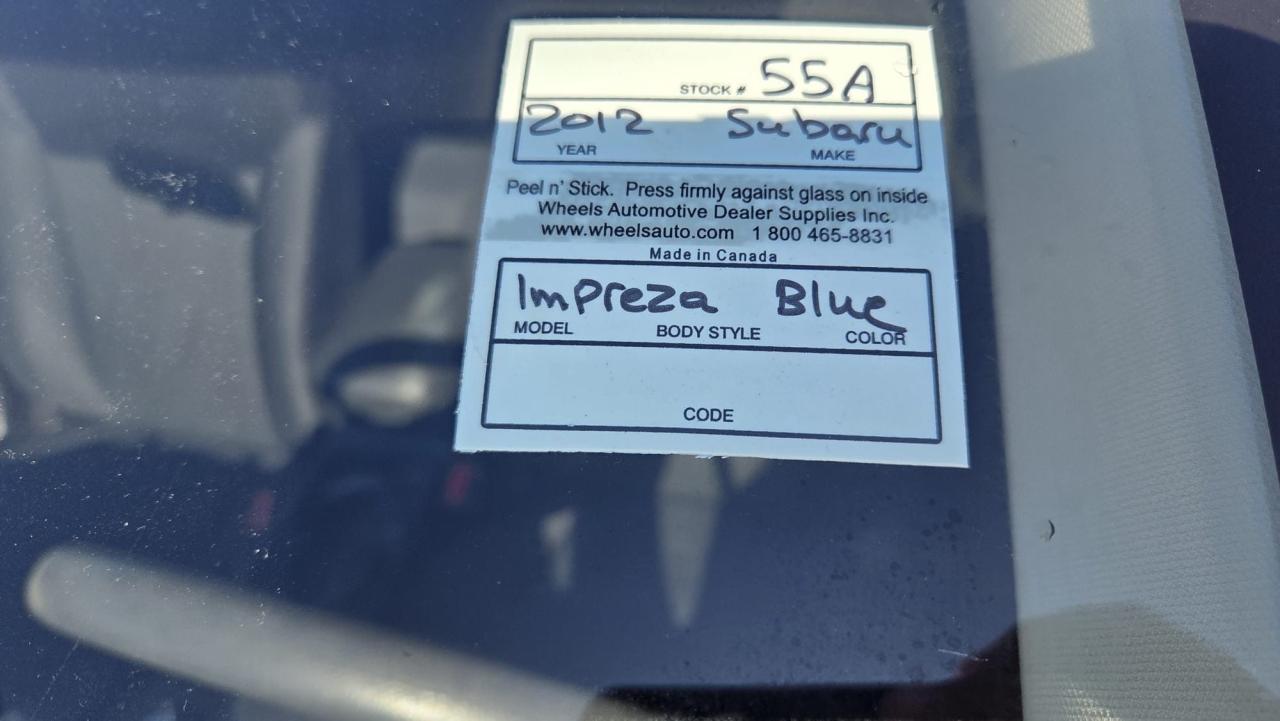 STOCK # 55A
2012 Subaru
YEAR MAKE
Peel n' Stick. Press firmly against glass on inside
Wheels Automotive Dealer Supplies Inc.
www.wheelsauto.com 1 800 465-8831
Made in Canada
Impreza Blue
MODEL BODY STYLE COLOR
CODE